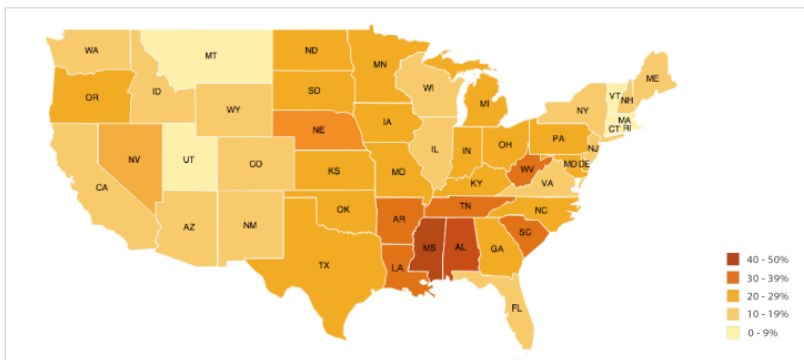 WA
MT
ND
MN
ME
OR
ID
SD
WI
MI
VT
NH
NY
MA
CT
RI
WY
NE
IA
PA
NJ
NV
UT
CO
IL
IN
OH
MD
DE
CA
KS
MO
KY
WV
VA
AZ
NM
OK
AR
TN
NC
TX
LA
MS
AL
GA
SC
FL
40 - 50%
30 - 39%
20 - 29%
10 - 19%
0 - 9%